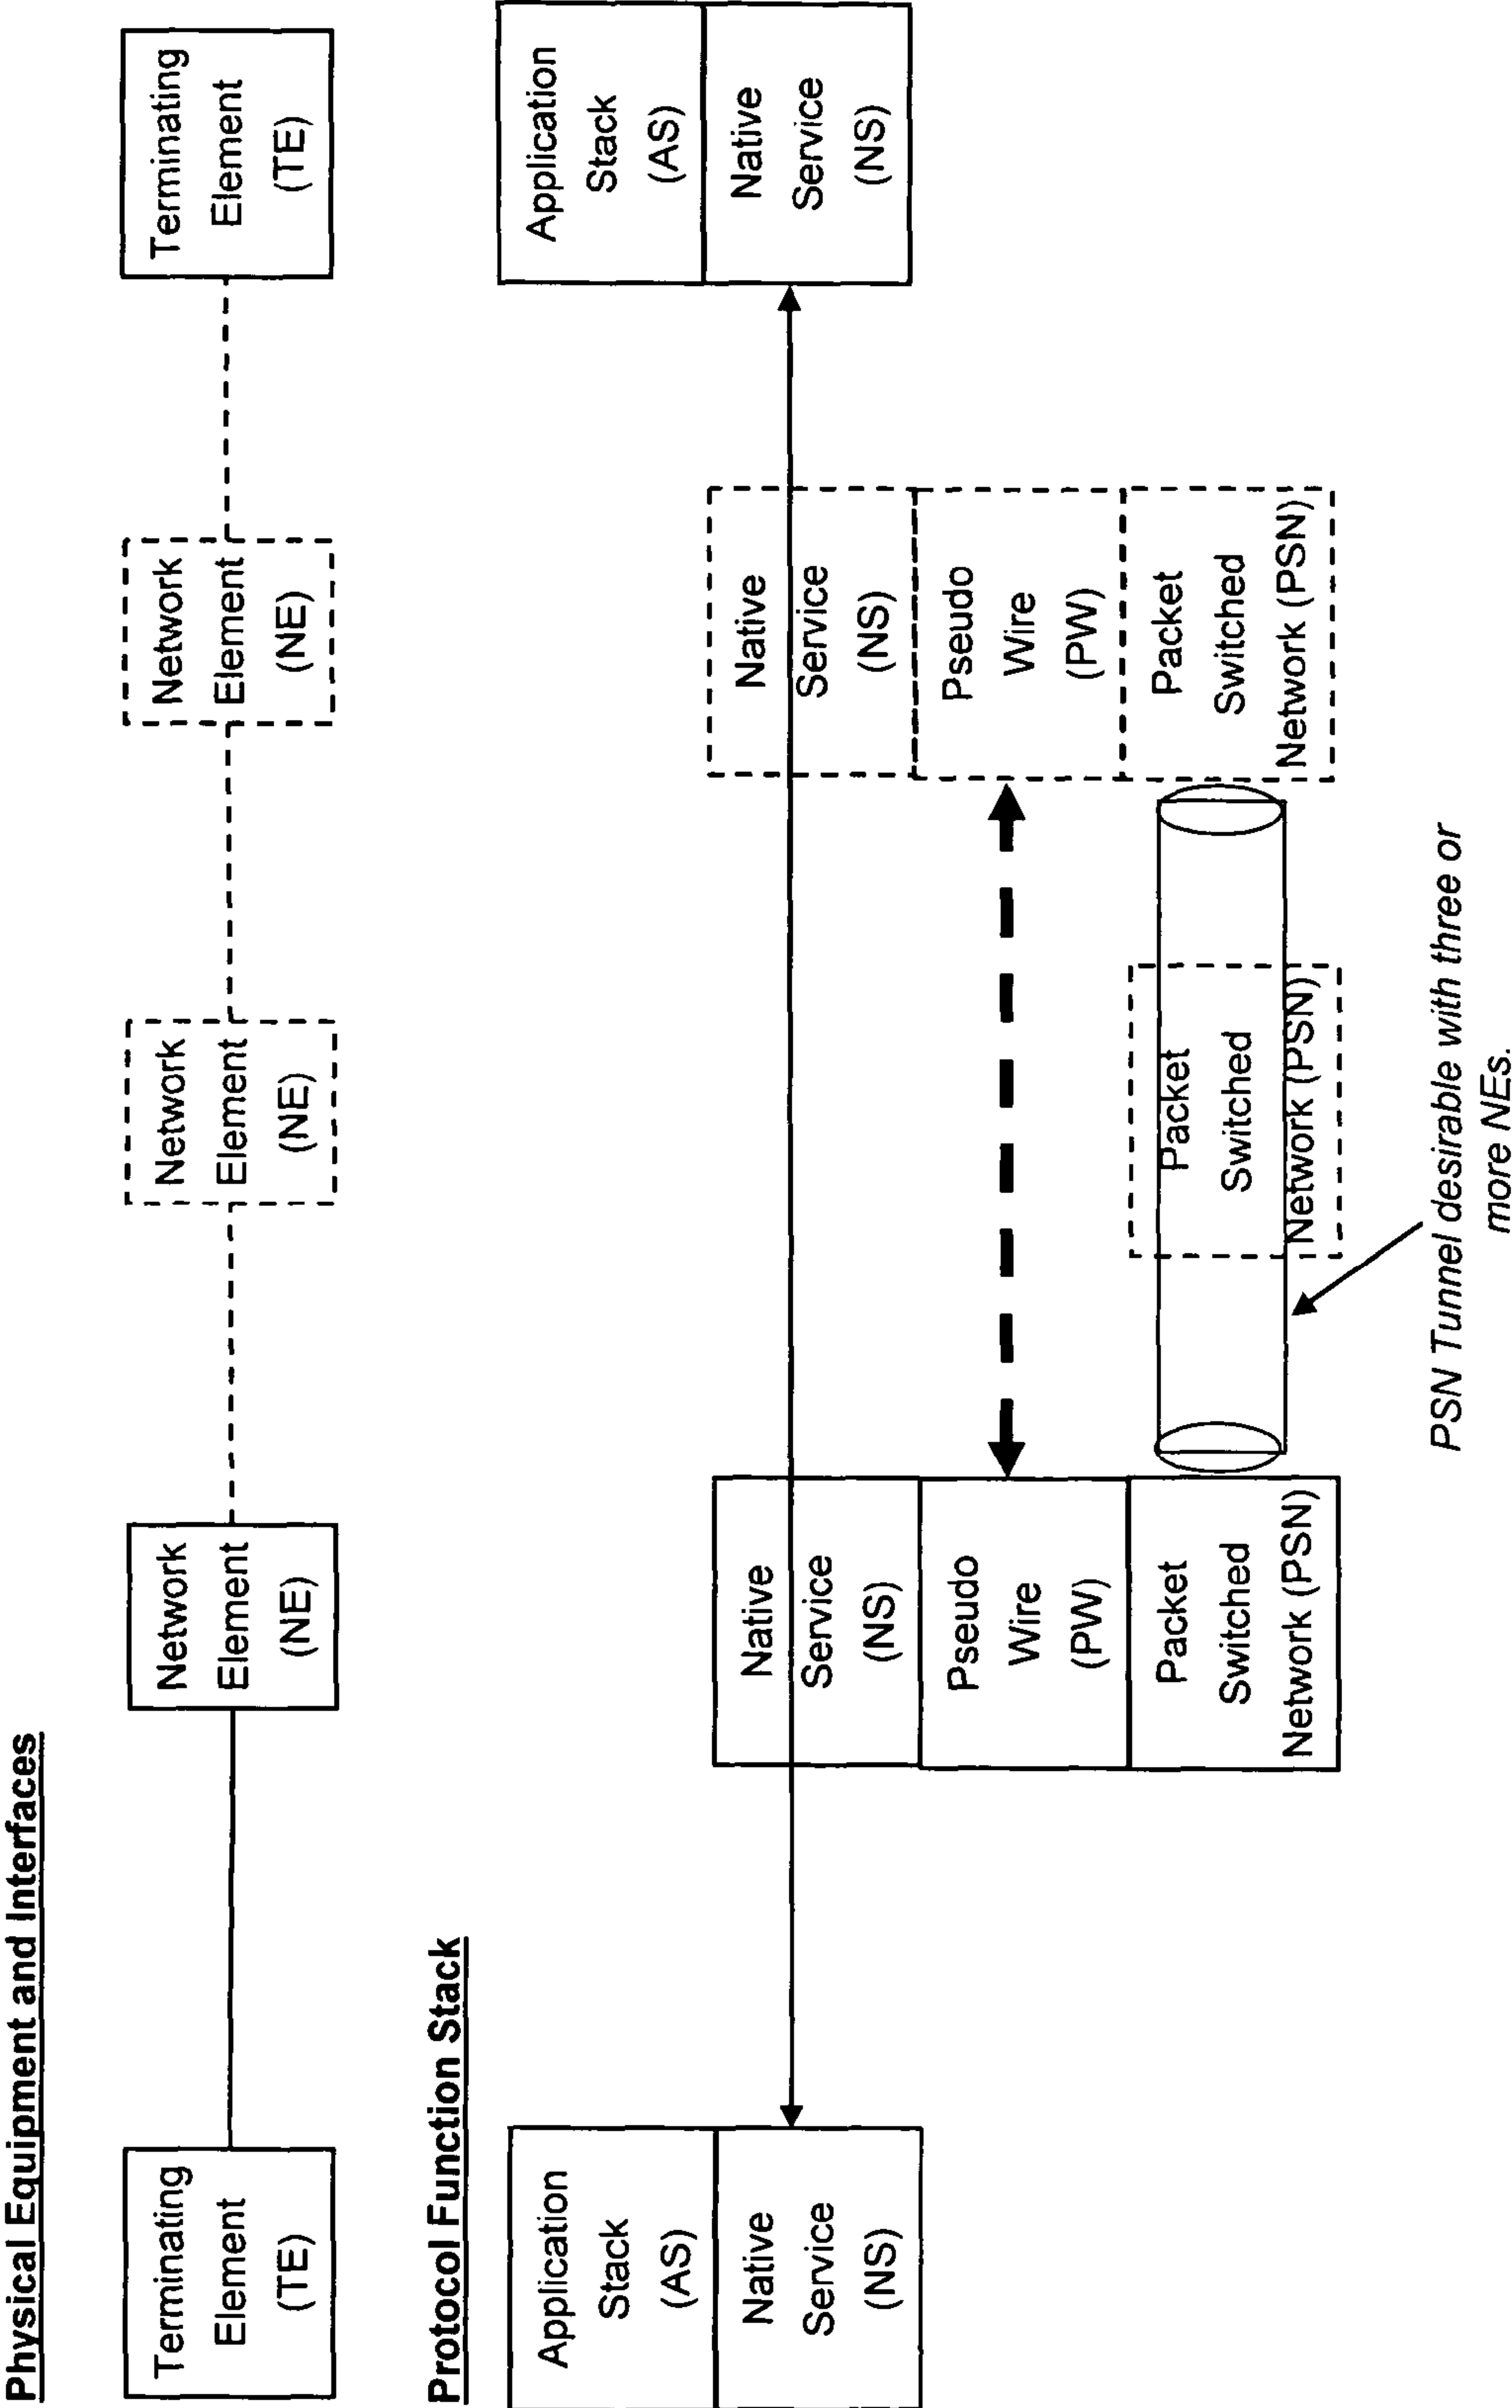 Physical Equipment and Interfaces
Terminating
Element
(TE)
Network
Element
(NE)
Network
Element
(NE)
Network
Element
(NE)
Terminating
Element
(TE)
Protocol Function Stack
Application
Stack
(AS)
Native
Service
(NS)
Native
Service
(NS)
Pseudo
Wire
(PW)
Packet
Switched
Network (PSN)
Packet
Switched
Network (PSN)
Native
Service
(NS)
Pseudo
Wire
(PW)
Packet
Switched
Network (PSN)
Application
Stack
(AS)
Native
Service
(NS)
PSN Tunnel desirable with three or
more NEs.